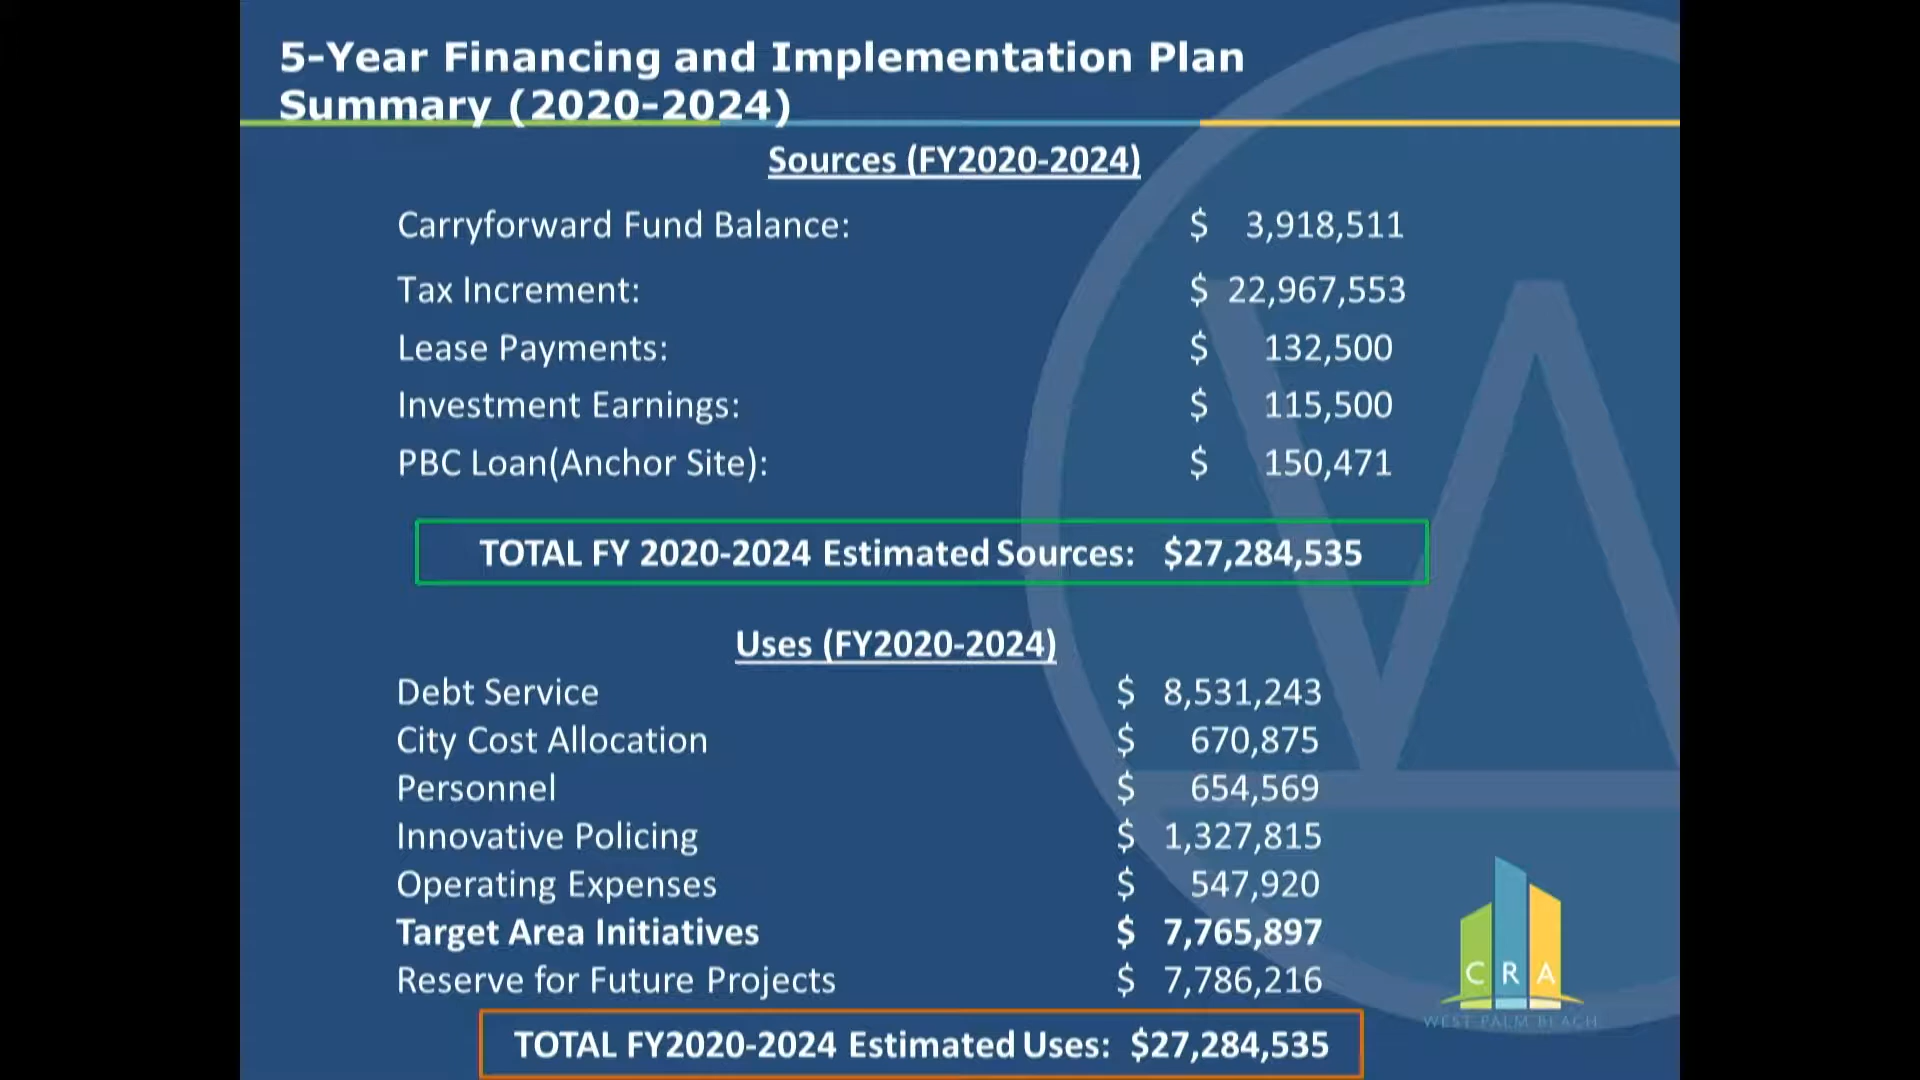 5-Year Financing and Implementation Plan
Summary (2020-2024)
Sources (FY2020-2024)
Carryforward Fund Balance: $ 3,918,511
Tax Increment: $ 22,967,553
Lease Payments: $ 132,500
Investment Earnings: $ 115,500
PBC Loan(Anchor Site): $ 150,471
TOTAL FY 2020-2024 Estimated Sources: $27,284,535
Uses (FY2020-2024)
Debt Service $ 8,531,243
City Cost Allocation $ 670,875
Personnel $ 654,569
Innovative Policing $ 1,327,815
Operating Expenses $ 547,920
Target Area Initiatives $ 7,765,897
Reserve for Future Projects $ 7,786,216
CRA
WEST PALM BEACH
TOTAL FY2020-2024 Estimated Uses: $27,284,535